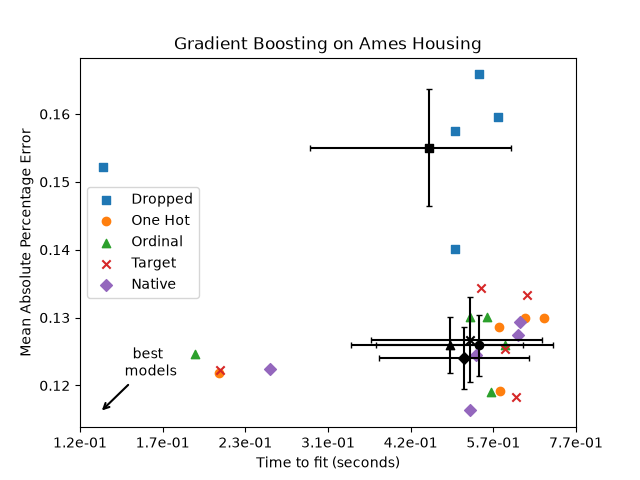 Gradient Boosting on Ames Housing
Mean Absolute Percentage Error
0.16
0.15
0.14
0.13
0.12
Dropped
One Hot
Ordinal
Target
Native
best
models
1.2e-01 1.7e-01 2.3e-01 3.1e-01 4.2e-01 5.7e-01 7.7e-01
Time to fit (seconds)